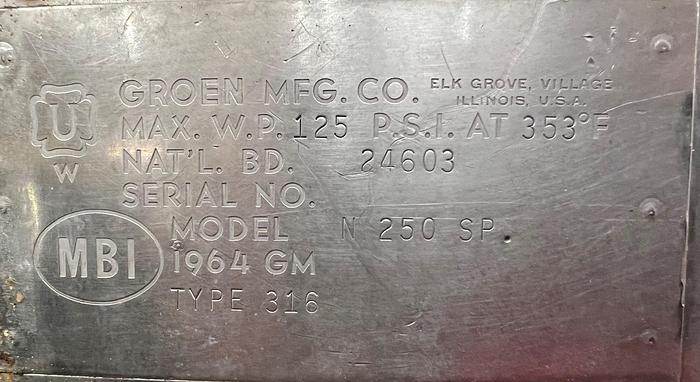 GROEN MFG. CO. ELK GROVE, VILLAGE
ILLINOIS, U.S.A.
U
MAX. W.P. 125 P.S.I. AT 353°F
W
NAT'L. BD. 24603
SERIAL NO.
MODEL N 250 SP
MBI
1964 GM
TYPE 316